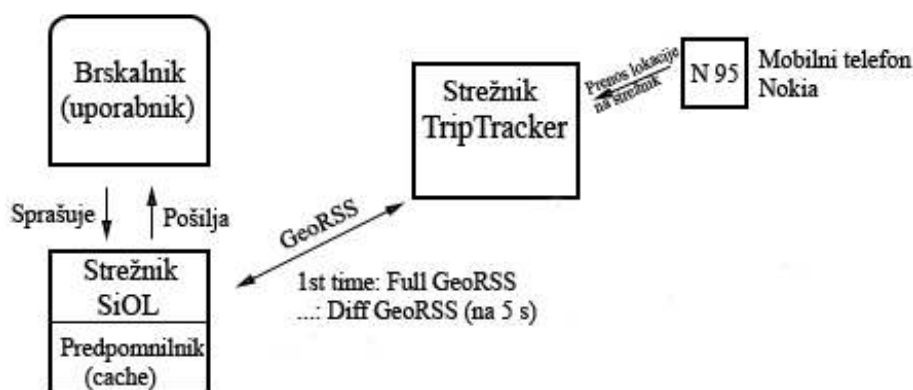 Brskalnik
(uporabnik)
Strežnik
TripTracker
Prenos lokacije
na strežnik
N 95
Mobilni telefon
Nokia
Sprašuje
Pošilja
GeoRSS
Strežnik
SiOL
Predpomnilnik
(cache)
1st time: Full GeoRSS
...: Diff GeoRSS (na 5 s)